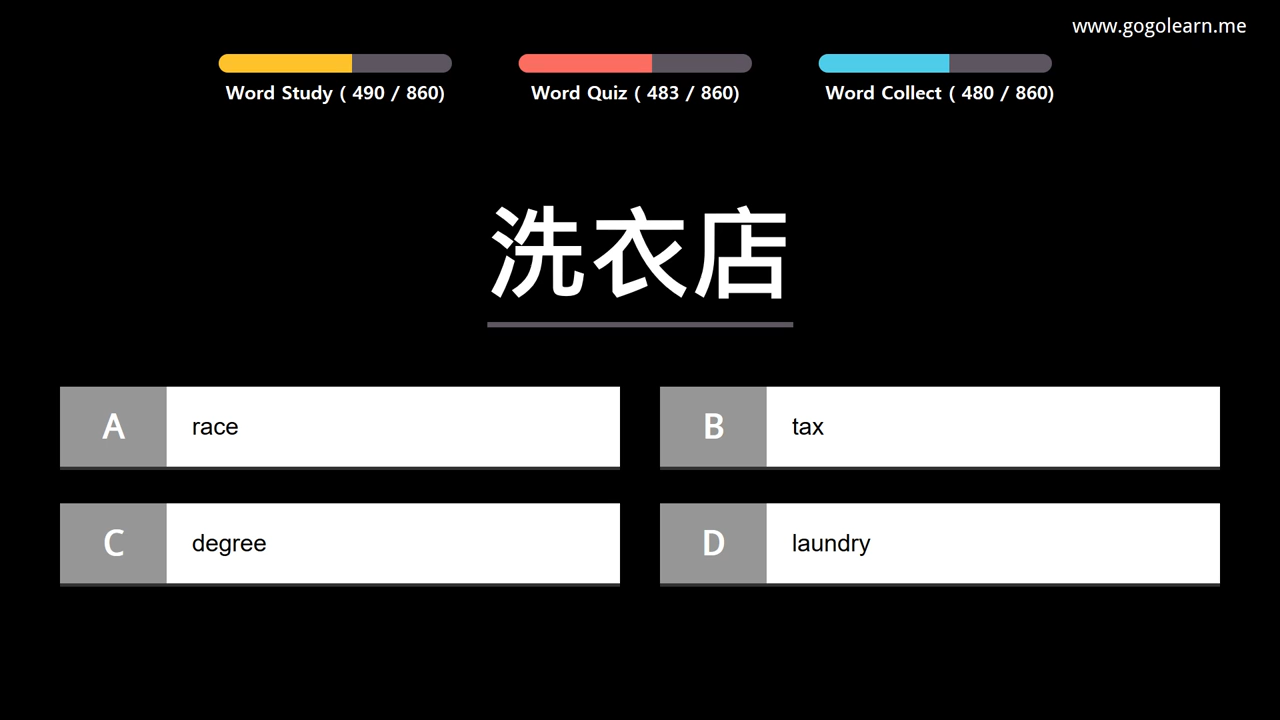 www.gogolearn.me
Word Study ( 490 / 860)
Word Quiz ( 483 / 860)
Word Collect ( 480 / 860)
洗衣店
A race
B tax
C degree
D laundry